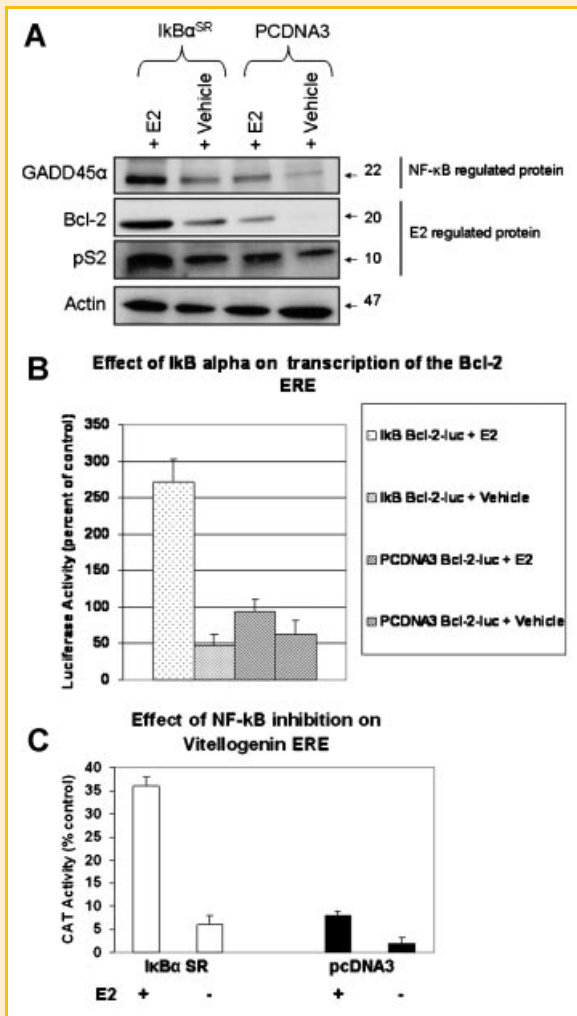 A
IkBα^SR PCDNA3
+ E2 + Vehicle + E2 + Vehicle
GADD45α ← 22 NF-κB regulated protein
Bcl-2 ← 20 E2 regulated protein
pS2 ← 10
Actin ← 47
B
Effect of IkB alpha on transcription of the Bcl-2
ERE
Luciferase Activity (percent of control)
350
300
250
200
150
100
50
0
IkB Bcl-2-luc + E2
IkB Bcl-2-luc + Vehicle
PCDNA3 Bcl-2-luc + E2
PCDNA3 Bcl-2-luc + Vehicle
C
Effect of NF-kB inhibition on
Vitellogenin ERE
CAT Activity (% control)
40
35
30
25
20
15
10
5
0
IκBα SR pcDNA3
E2 + - + -